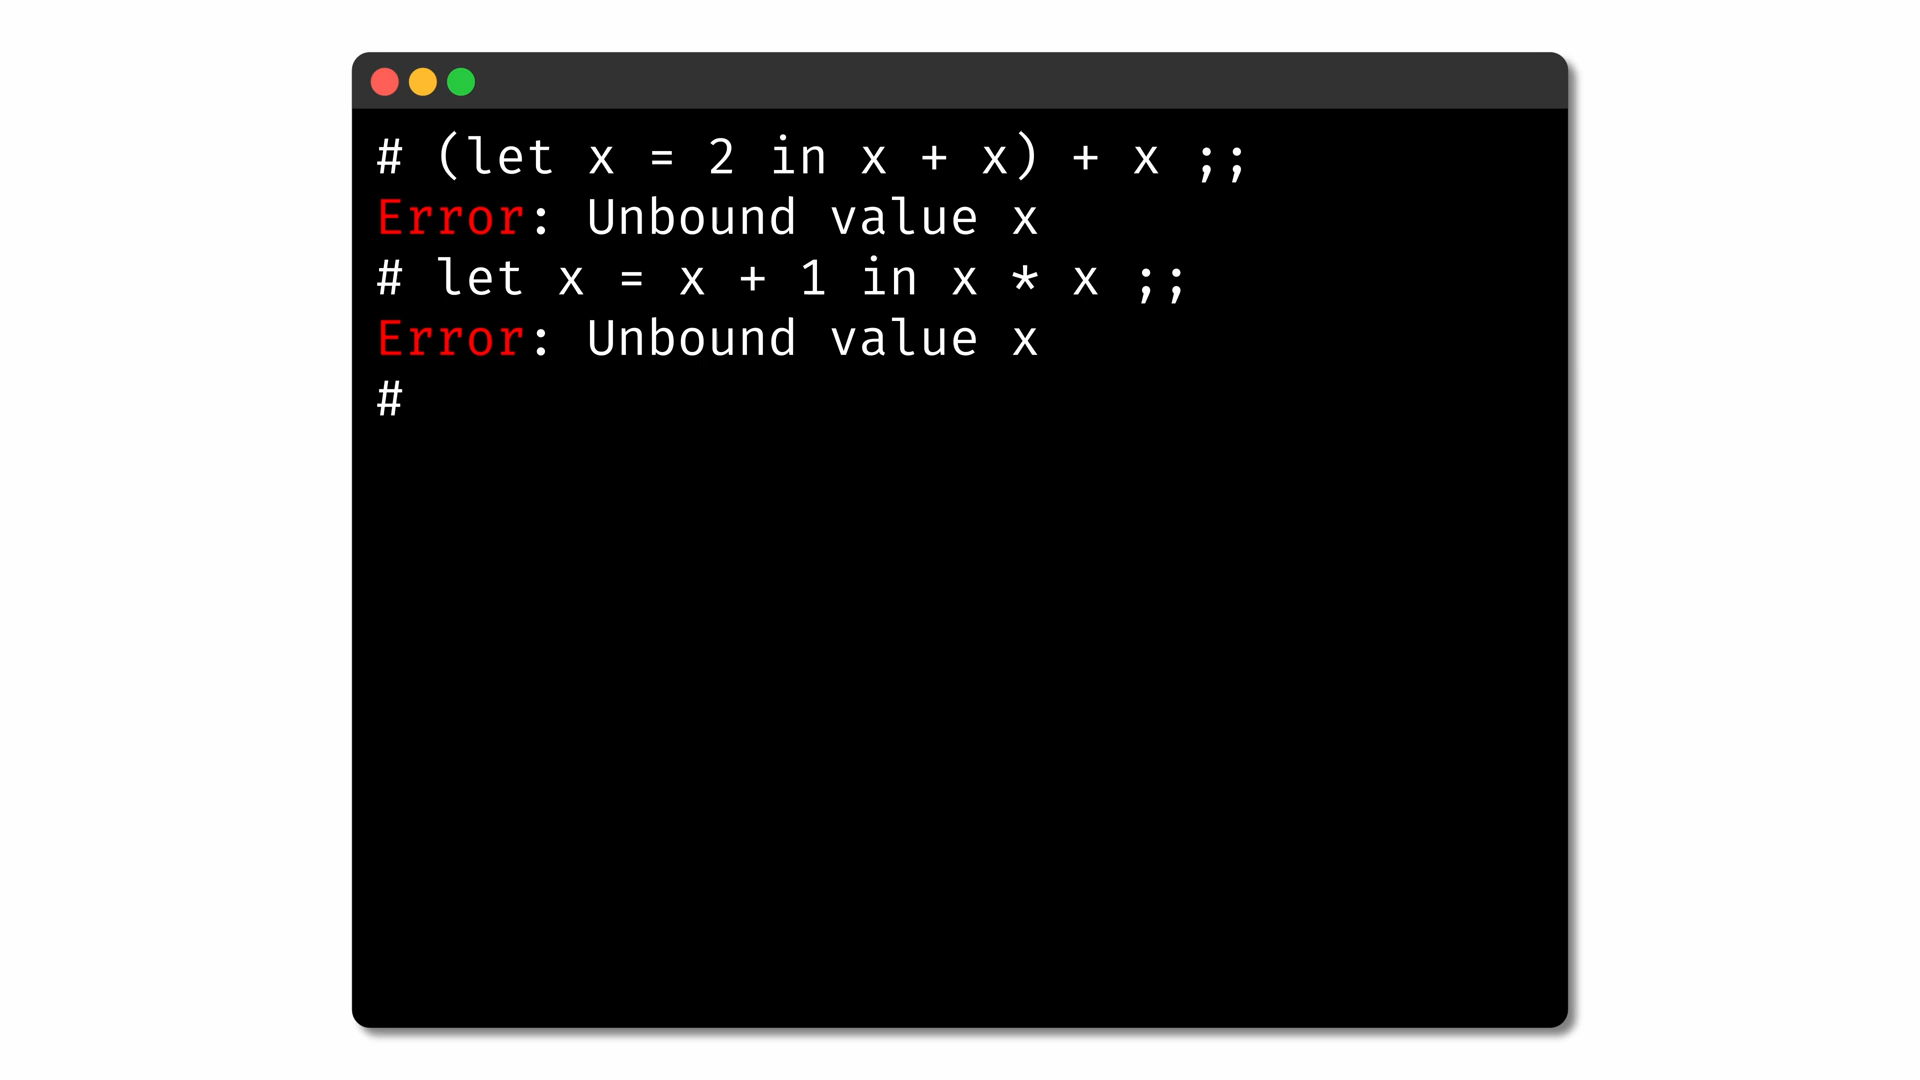 # (let x = 2 in x + x) + x ;;
Error: Unbound value x
# let x = x + 1 in x * x ;;
Error: Unbound value x
#